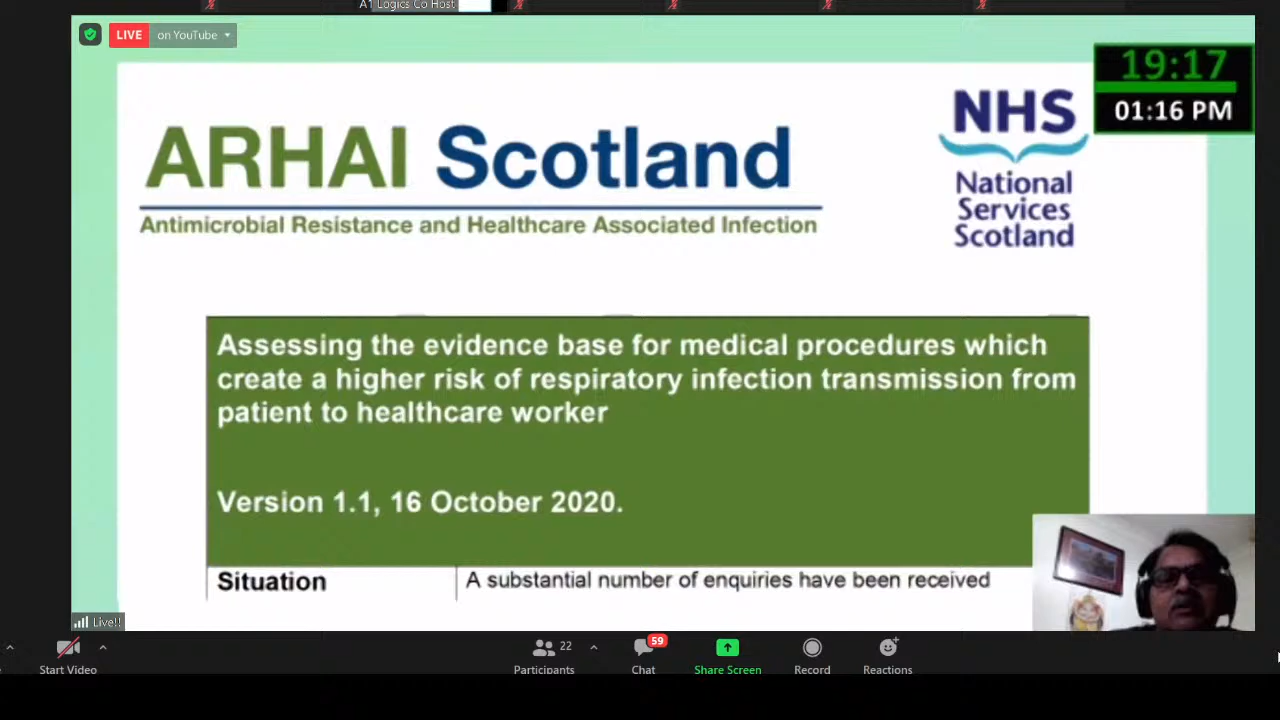 A1 Logics Co Host
LIVE on YouTube
19:17
01:16 PM
ARHAI Scotland
Antimicrobial Resistance and Healthcare Associated Infection
NHS
National
Services
Scotland
Assessing the evidence base for medical procedures which
create a higher risk of respiratory infection transmission from
patient to healthcare worker
Version 1.1, 16 October 2020.
Situation A substantial number of enquiries have been received
Live!!
22 59
Start Video Participants Chat Share Screen Record Reactions